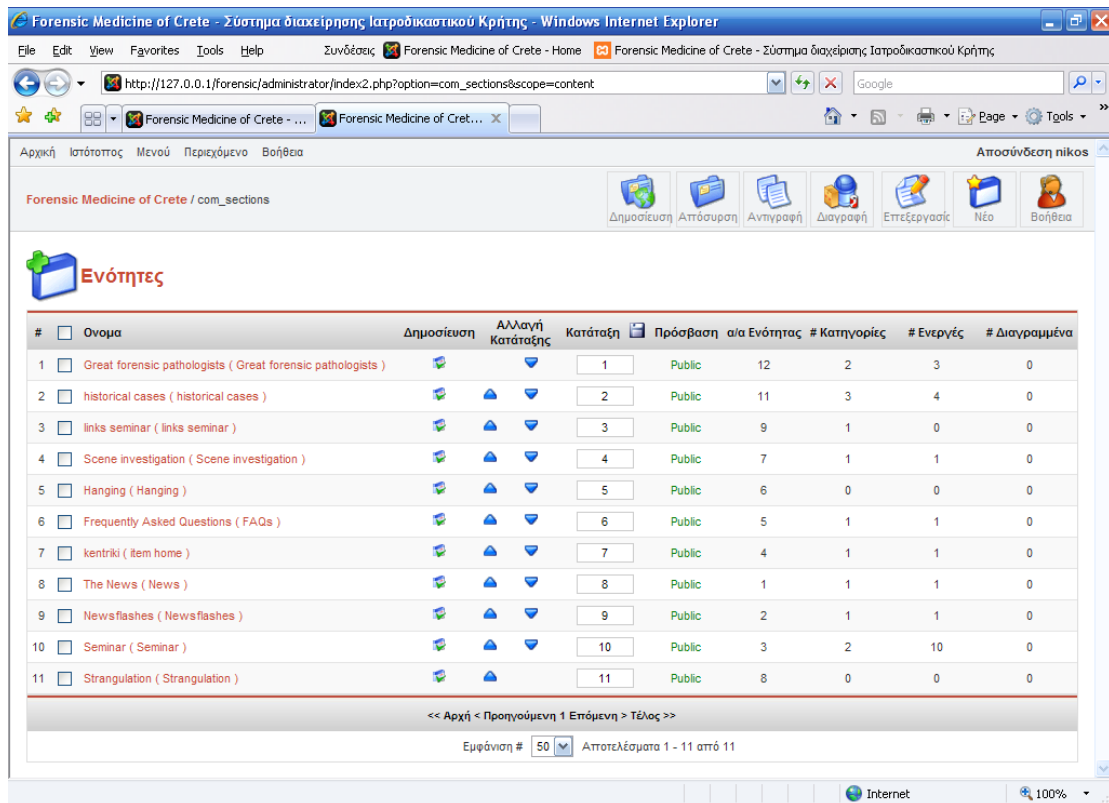 Forensic Medicine of Crete - Σύστημα διαχείρησης Ιατροδικαστικού Κρήτης - Windows Internet Explorer
File Edit View Favorites Tools Help Συνδέσεις Forensic Medicine of Crete - Home Forensic Medicine of Crete - Σύστημα διαχείρισης Ιατροδικαστικού Κρήτης
http://127.0.0.1/forensic/administrator/index2.php?option=com_sections&scope=content Google
Forensic Medicine of Crete - ... Forensic Medicine of Cret... Page Tools »
Αρχική Ιστότοπος Μενού Περιεχόμενο Βοήθεια Αποσύνδεση nikos
Forensic Medicine of Crete / com_sections
Δημοσίευση Απόσυρση Αντιγραφή Διαγραφή Επεξεργασία Νέο Βοήθεια
Ενότητες
# Ονομα Δημοσίευση Αλλαγή Κατάταξης Κατάταξη Πρόσβαση α/α Ενότητας # Κατηγορίες # Ενεργές # Διαγραμμένα
1 Great forensic pathologists ( Great forensic pathologists ) 1 Public 12 2 3 0
2 historical cases ( historical cases ) 2 Public 11 3 4 0
3 links seminar ( links seminar ) 3 Public 9 1 0 0
4 Scene investigation ( Scene investigation ) 4 Public 7 1 1 0
5 Hanging ( Hanging ) 5 Public 6 0 0 0
6 Frequently Asked Questions ( FAQs ) 6 Public 5 1 1 0
7 kentriki ( item home ) 7 Public 4 1 1 0
8 The News ( News ) 8 Public 1 1 1 0
9 Newsflashes ( Newsflashes ) 9 Public 2 1 1 0
10 Seminar ( Seminar ) 10 Public 3 2 10 0
11 Strangulation ( Strangulation ) 11 Public 8 0 0 0
<< Αρχή < Προηγούμενη 1 Επόμενη > Τέλος >>
Εμφάνιση # 50 Αποτελέσματα 1 - 11 από 11
Internet 100%